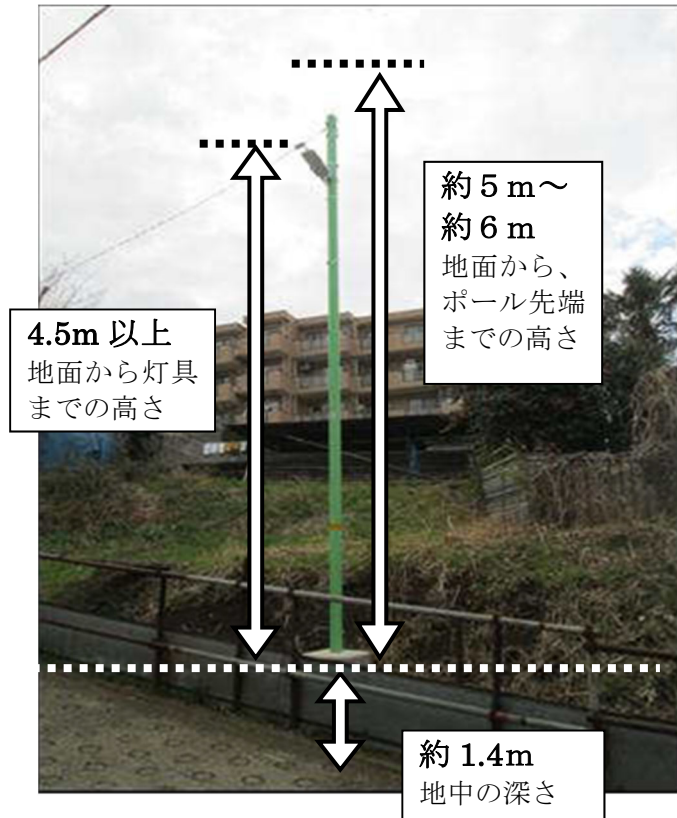 約５ｍ～
約６ｍ
地面から、
ポール先端
までの高さ
4.5m 以上
地面から灯具
までの高さ
約 1.4m
地中の深さ